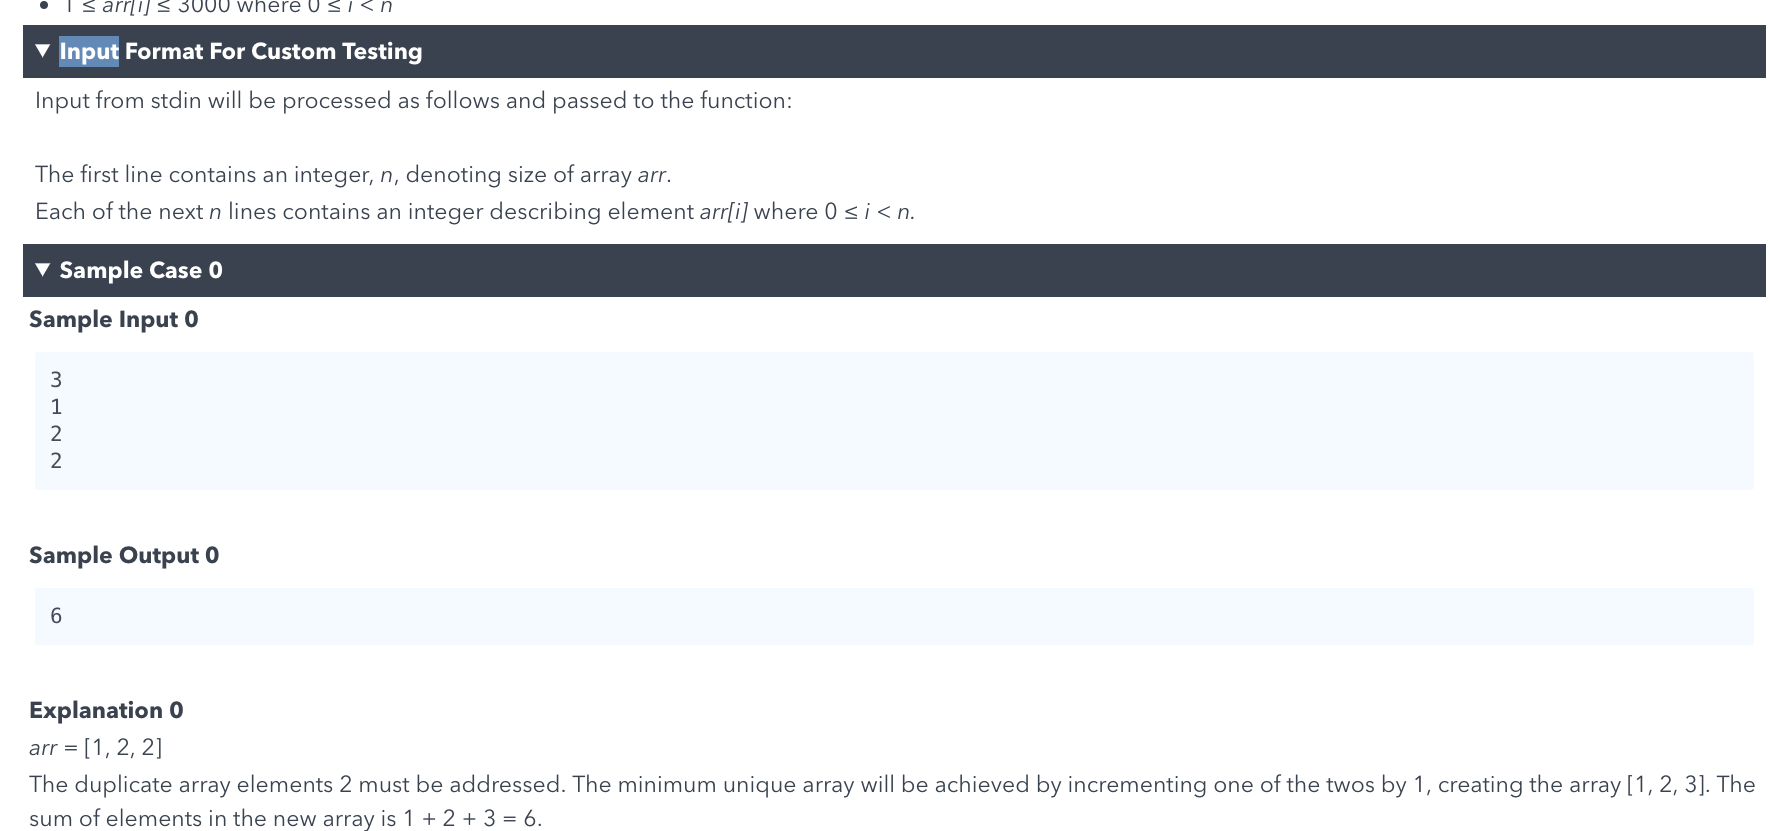 • 1 ≤ arr[i] ≤ 3000 where 0 ≤ i < n
▼ Input Format For Custom Testing
Input from stdin will be processed as follows and passed to the function:
The first line contains an integer, n, denoting size of array arr.
Each of the next n lines contains an integer describing element arr[i] where 0 ≤ i < n.
▼ Sample Case 0
Sample Input 0
3
1
2
2
Sample Output 0
6
Explanation 0
arr = [1, 2, 2]
The duplicate array elements 2 must be addressed. The minimum unique array will be achieved by incrementing one of the twos by 1, creating the array [1, 2, 3]. The
sum of elements in the new array is 1 + 2 + 3 = 6.